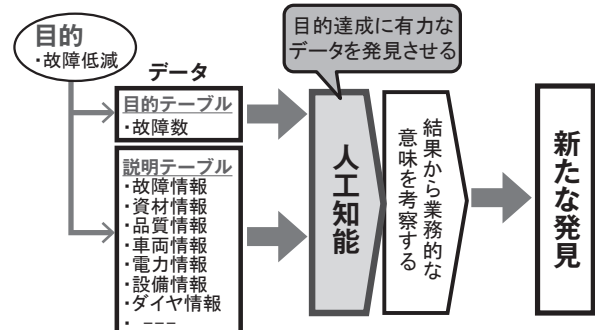 目的
・故障低減
データ
目的テーブル
・故障数
説明テーブル
・故障情報
・資材情報
・品質情報
・車両情報
・電力情報
・設備情報
・ダイヤ情報
・ ---
目的達成に有力な
データを発見させる
人工知能
結果から業務的な
意味を考察する
新たな発見